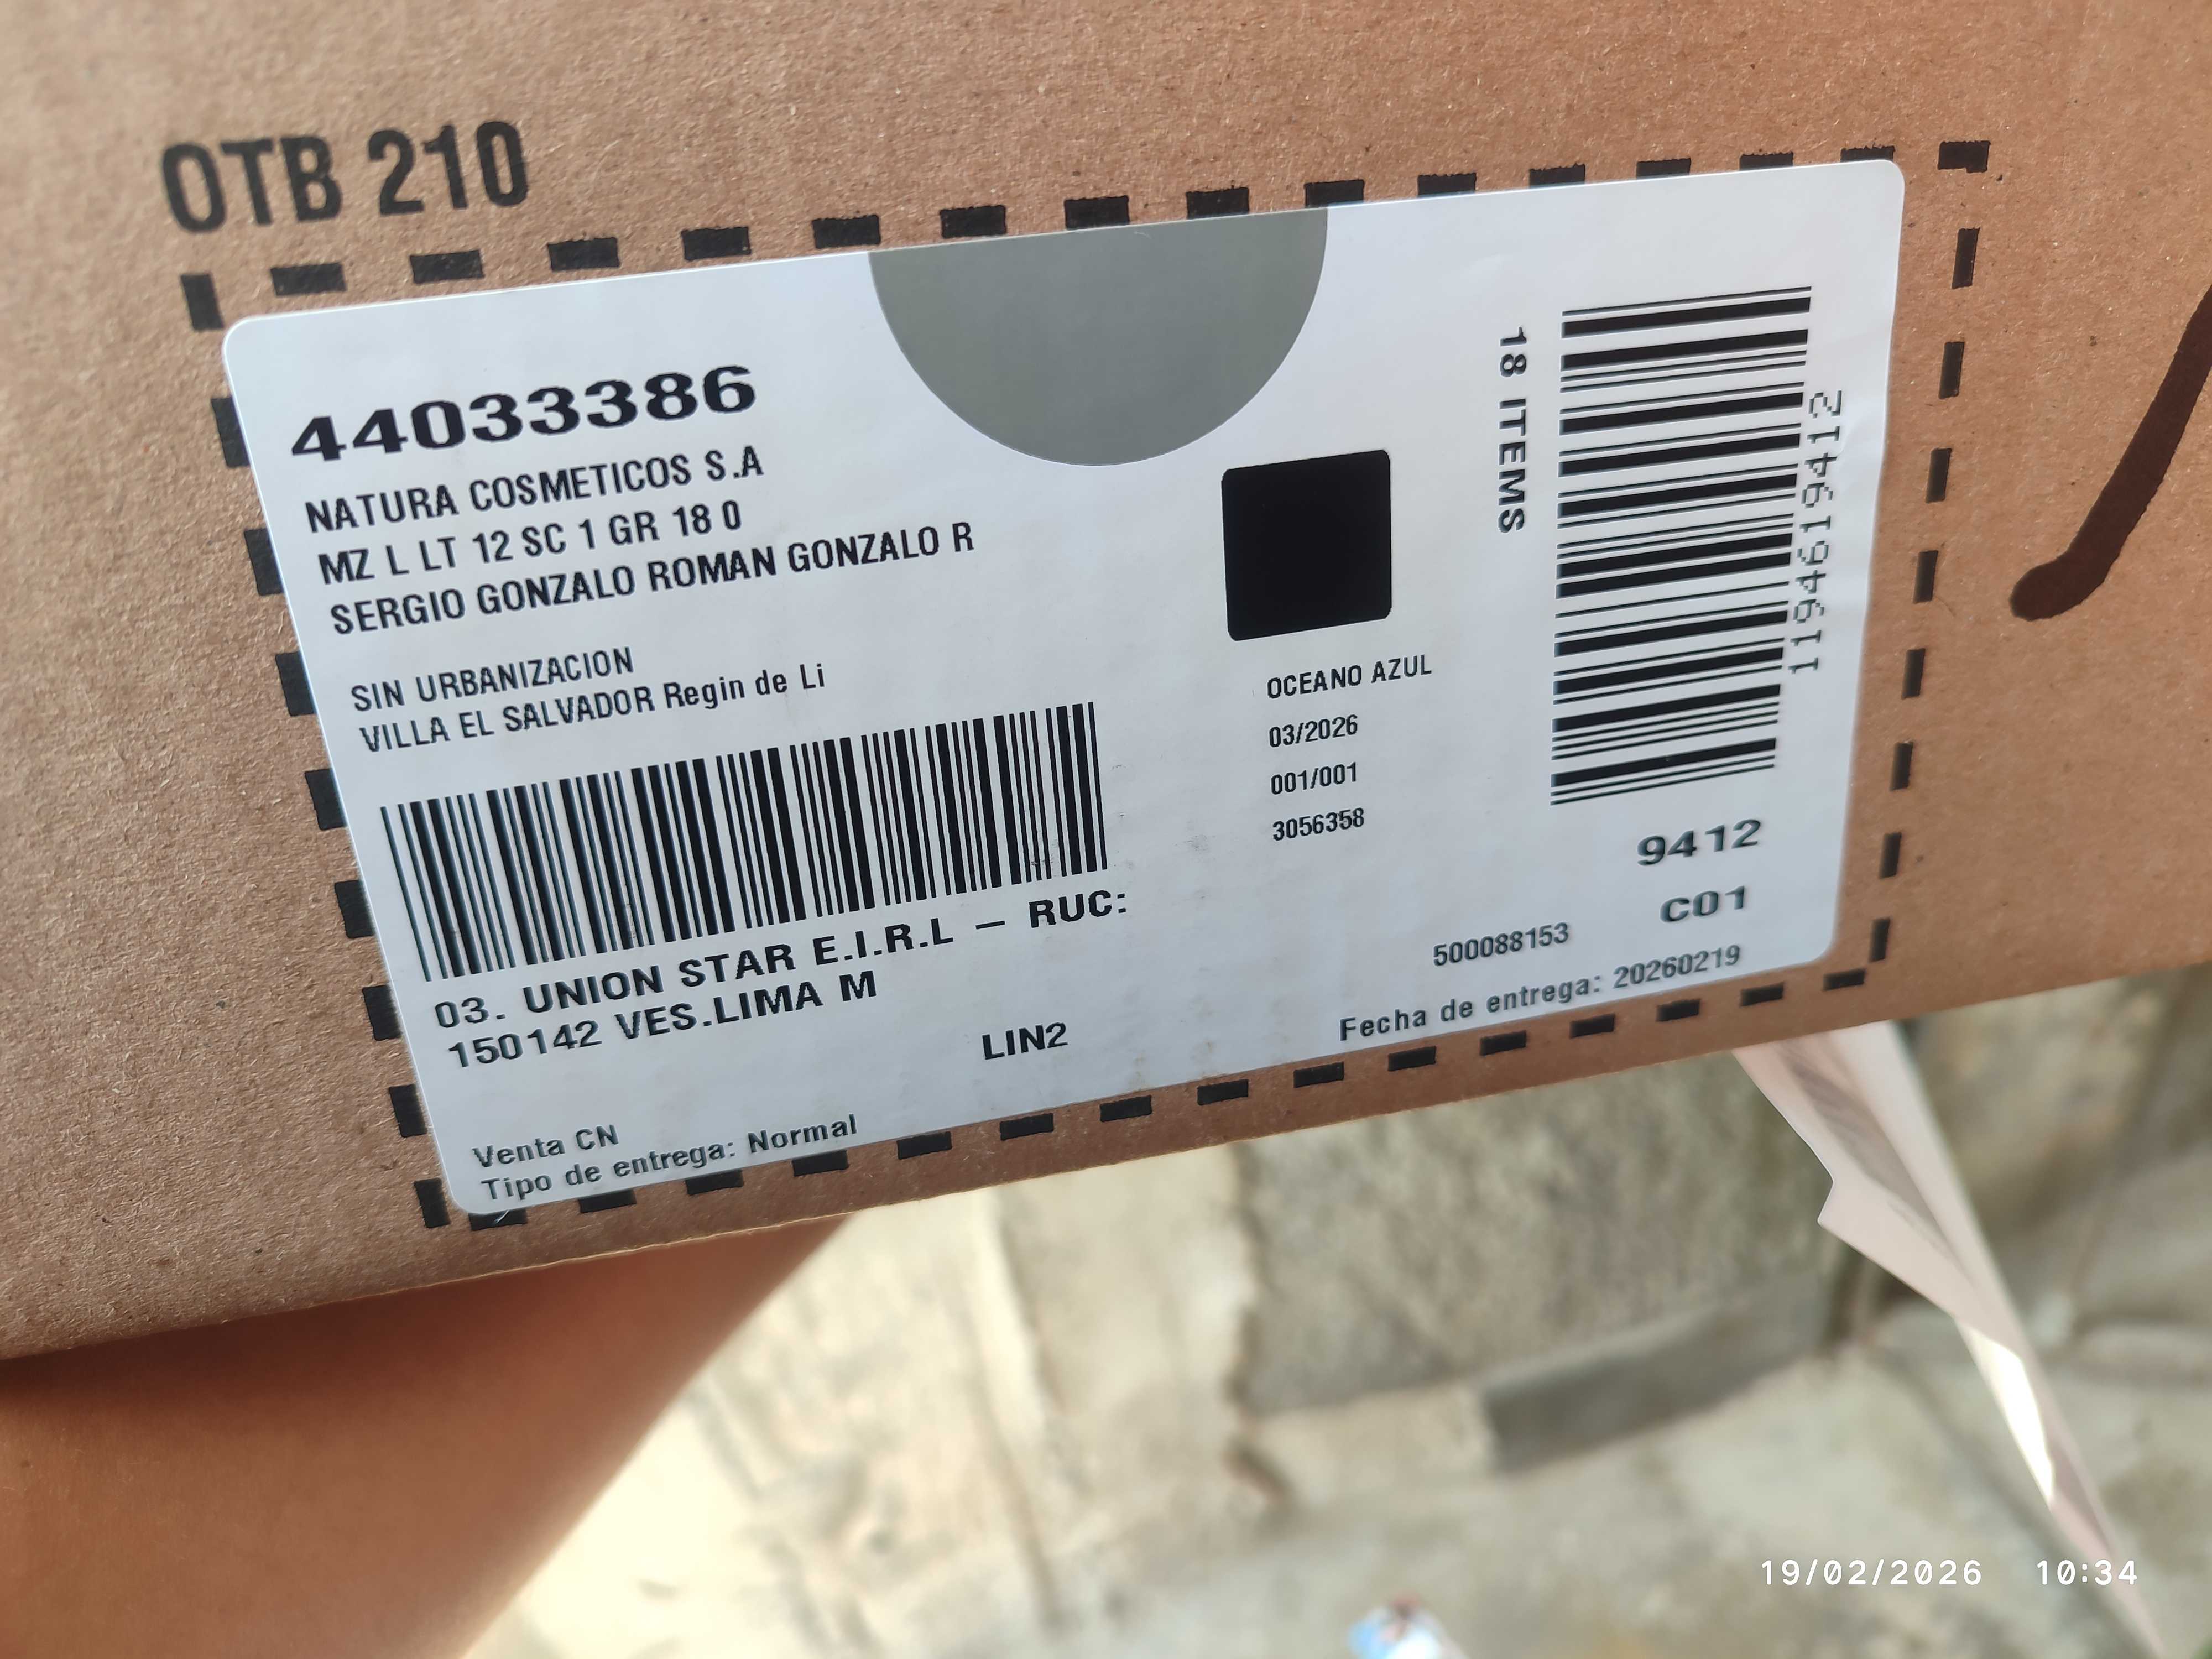 OTB 210
44033386
NATURA COSMETICOS S.A
MZ L LT 12 SC 1 GR 18 0
SERGIO GONZALO ROMAN GONZALO R
SIN URBANIZACION
VILLA EL SALVADOR Regin de Li
03. UNION STAR E.I.R.L – RUC:
150142 VES.LIMA M
LIN2
Venta CN
Tipo de entrega: Normal
OCEANO AZUL
03/2026
001/001
3056358
18 ITEMS
1194619412
9412
C01
500088153
Fecha de entrega: 20260219
19/02/2026 10:34